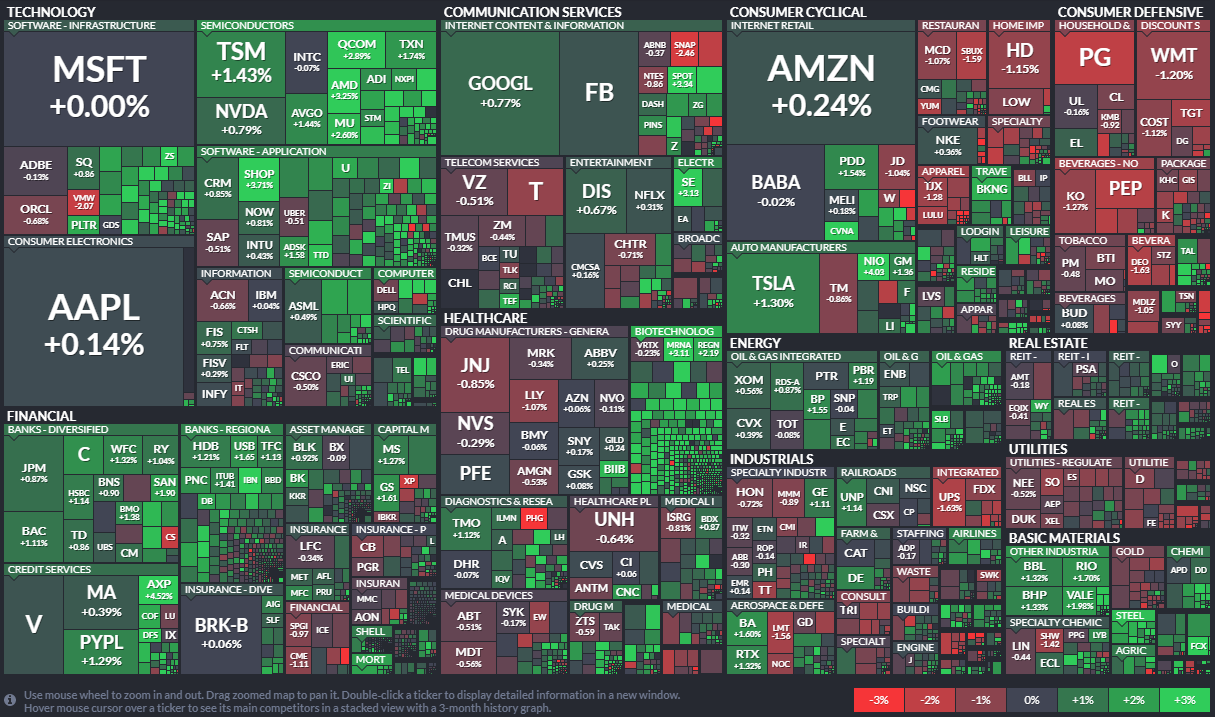 TECHNOLOGY
SOFTWARE - INFRASTRUCTURE
MSFT
+0.00%
ADBE
-0.13%
SQ
+0.86
ZS
ORCL
-0.68%
VMW
-2.07
PLTR
GDS
SEMICONDUCTORS
TSM
+1.43%
INTC
-0.07%
QCOM
+2.89%
TXN
+1.74%
NVDA
+0.79%
AVGO
+1.44%
AMD
+3.25%
ADI
NXPI
MU
+2.60%
STM
SOFTWARE - APPLICATION
CRM
+0.85%
SHOP
+3.71%
U
ZI
NOW
+0.81%
UBER
-0.51
SAP
-0.51%
INTU
+0.43%
ADSK
+1.58
TTD
CONSUMER ELECTRONICS
AAPL
+0.14%
INFORMATION
ACN
-0.66%
IBM
+0.04%
FIS
+0.75%
CTSH
FLT
FISV
+0.29%
IT
INFY
SEMICONDUCT
ASML
+0.49%
COMPUTER
DELL
HPQ
SCIENTIFIC
TEL
COMMUNICATI
CSCO
-0.50%
ERIC
UI
COMMUNICATION SERVICES
INTERNET CONTENT & INFORMATION
GOOGL
+0.77%
FB
ABNB
-0.37
SNAP
-2.46
NTES
-0.86
SPOT
+3.34
DASH
ZG
PINS
Z
TELECOM SERVICES
VZ
-0.51%
T
TMUS
-0.92%
ZM
-0.44%
BCE
TU
TLK
CHL
RCI
TEF
ENTERTAINMENT
DIS
+0.67%
NFLX
+0.31%
CMCSA
+0.16%
CHTR
-0.71%
ELECTR
SE
+3.13
EA
BROADC
CONSUMER CYCLICAL
INTERNET RETAIL
AMZN
+0.24%
BABA
-0.02%
PDD
+1.54%
JD
-1.04%
MELI
+0.18%
W
CVNA
AUTO MANUFACTURERS
TSLA
+1.30%
TM
-0.86%
NIO
+4.03
GM
+1.36
F
LI
RESTAURAN
MCD
-1.07%
SBUX
-1.59
CMG
YUM
HOME IMP
HD
-1.15%
LOW
FOOTWEAR
NKE
+0.36%
SPECIALTY
APPAREL
TJX
-1.28
LULU
TRAVE
BKNG
BLL
IP
LODGIN
HLT
LEISURE
RESIDE
LVS
APPAR
CONSUMER DEFENSIVE
HOUSEHOLD &
PG
UL
-0.16%
CL
KMB
-0.92
EL
DISCOUNT S
WMT
-1.20%
COST
-1.12%
TGT
DG
BEVERAGES - NO
KO
-1.27%
PEP
PACKAGE
KHC
GIS
K
TOBACCO
PM
-0.48
BTI
MO
BEVERA
DEO
-1.63
STZ
TAL
BEVERAGES
BUD
+0.08%
MDLZ
-1.05
TSN
SYY
HEALTHCARE
DRUG MANUFACTURERS - GENERA
JNJ
-0.85%
MRK
-0.34%
ABBV
+0.25%
LLY
-1.07%
AZN
+0.06%
NVO
-0.11%
NVS
-0.29%
BMY
-0.06%
SNY
+0.17%
GILD
+0.24
PFE
AMGN
-0.53%
GSK
+0.08%
BIIB
BIOTECHNOLOG
VRTX
-0.23%
MRNA
+3.11
REGN
+2.19
DIAGNOSTICS & RESEA
TMO
+1.12%
ILMN
PHG
A
LH
DHR
-0.07%
IQV
HEALTHCARE PL
UNH
-0.64%
CVS
CI
+0.06
ANTM
CNC
MEDICAL I
ISRG
-0.81%
BDX
+0.87
MEDICAL DEVICES
ABT
-0.51%
SYK
-0.17%
EW
MDT
-0.56%
DRUG M
ZTS
-0.59
TAK
MEDICAL
FINANCIAL
BANKS - DIVERSIFIED
JPM
+0.87%
C
WFC
+1.32%
RY
+1.04%
HSBC
+1.14
BNS
+0.90
SAN
+1.90
BAC
+1.11%
TD
+0.86
BMO
+1.38
UBS
CM
CS
BANKS - REGIONA
HDB
+1.21%
USB
+1.65
TFC
+1.13
PNC
ITUB
+1.41
IBN
BBD
DB
ASSET MANAGE
BLK
+0.92%
BX
-0.09
BK
KKR
CAPITAL M
MS
+1.27%
GS
+1.61
XP
IBKR
CREDIT SERVICES
V
MA
+0.39%
AXP
+4.52%
COF
LU
PYPL
+1.29%
DFS
IX
INSURANCE - DIVE
BRK-B
+0.06%
AIG
SLF
INSURANCE
LFC
-0.34%
MET
AFL
MFC
PRU
INSURANCE - P
CB
L
PGR
INSURAN
MMC
AON
FINANCIAL
SPGI
-0.97
ICE
CME
-1.11
SHELL
MORT
ENERGY
OIL & GAS INTEGRATED
XOM
+0.56%
RDS-A
+0.87%
PTR
PBR
+1.19
BP
+1.55
SNP
-0.04
CVX
+0.39%
TOT
-0.08%
E
EC
OIL & G
ENB
TRP
ET
OIL & GAS
SLB
REAL ESTATE
REIT -
AMT
-0.18
EQIX
-0.41
WY
REIT - I
PSA
REIT -
O
REAL ES
REIT -
INDUSTRIALS
SPECIALTY INDUSTR
HON
-0.72%
MMM
-0.89
GE
+1.11
ITW
-0.32
ETN
CMI
ABB
-0.30
ROP
-0.14
IR
EMR
+0.14
PH
TT
RAILROADS
UNP
+1.14
CNI
NSC
CSX
CP
INTEGRATED
UPS
-1.63%
FDX
FARM &
CAT
DE
STAFFING
ADP
-0.17
AIRLINES
WASTE
SWK
CONSULT
TRI
BUILDI
AEROSPACE & DEFE
BA
+1.60%
LMT
-1.56
GD
RTX
+1.32%
NOC
SPECIALT
ENGINE
J
UTILITIES
UTILITIES - REGULATE
NEE
-0.52%
SO
ES
AEP
DUK
XEL
UTILITIE
D
FE
BASIC MATERIALS
OTHER INDUSTRIA
BBL
+1.32%
RIO
+1.70%
BHP
+1.33%
VALE
+1.98%
GOLD
CHEMI
APD
DD
SPECIALTY CHEMIC
LIN
-0.44
SHW
-1.42
PPG
LYB
ECL
STEEL
AGRIC
FCX
Use mouse wheel to zoom in and out. Drag zoomed map to pan it. Double-click a ticker to display detailed information in a new window.
Hover mouse cursor over a ticker to see its main competitors in a stacked view with a 3-month history graph.
-3%
-2%
-1%
0%
+1%
+2%
+3%